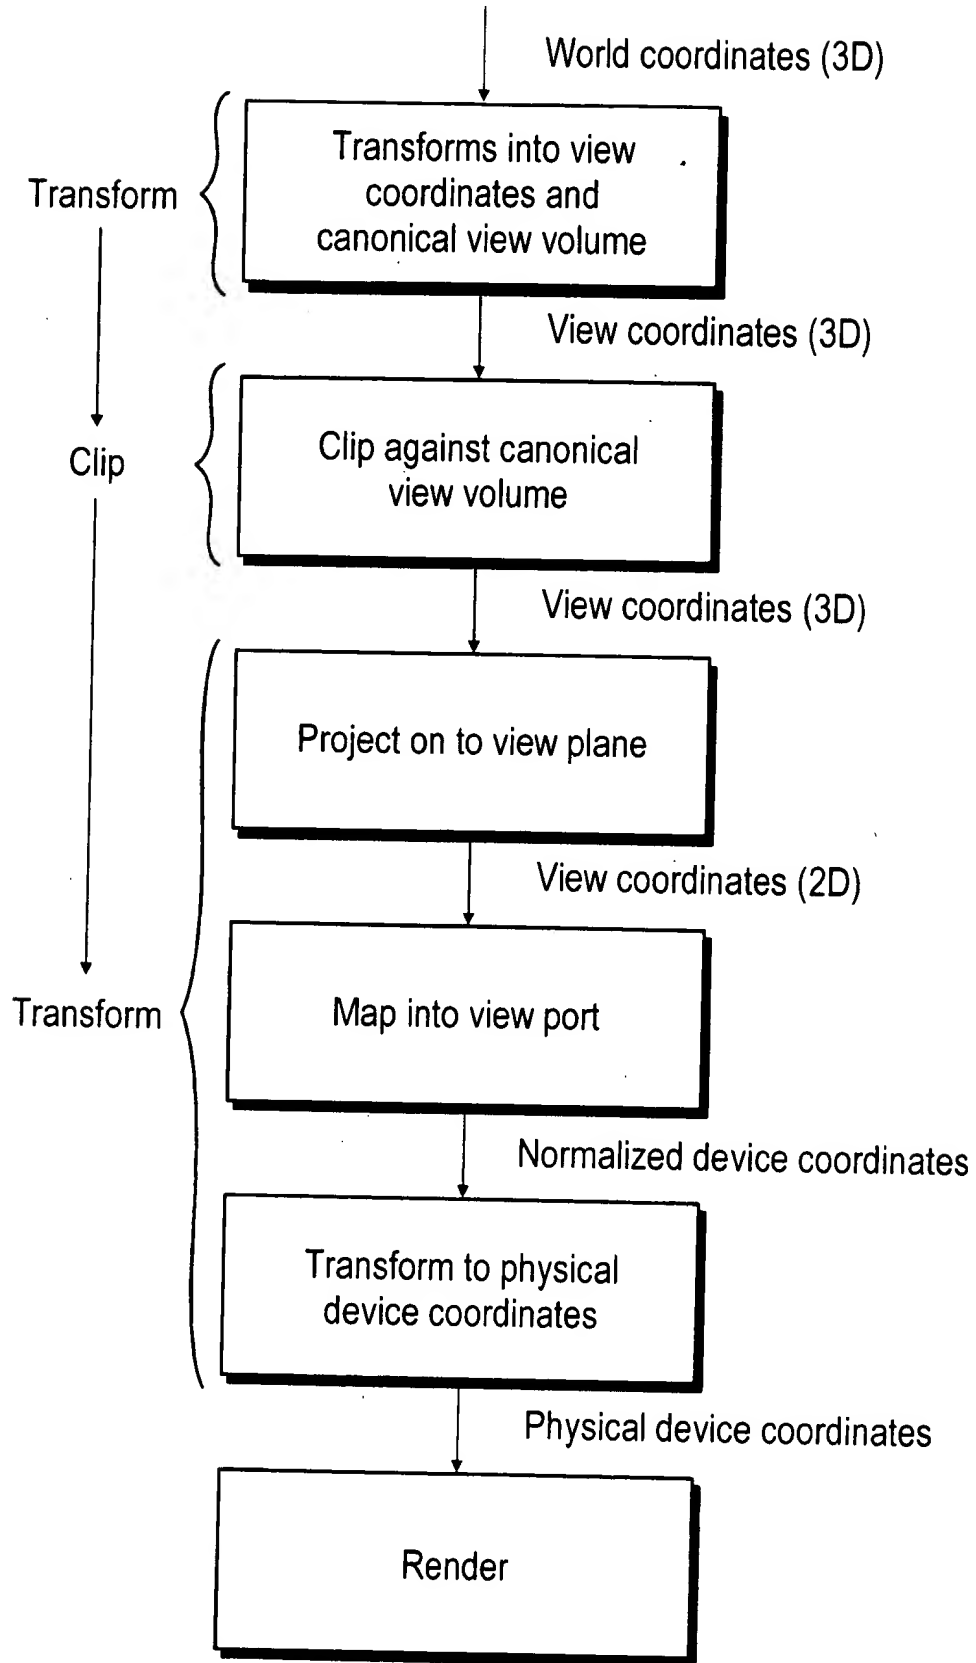 World coordinates (3D)
Transforms into view
coordinates and
canonical view volume
Transform
View coordinates (3D)
Clip against canonical
view volume
Clip
View coordinates (3D)
Project on to view plane
View coordinates (2D)
Map into view port
Transform
Normalized device coordinates
Transform to physical
device coordinates
Physical device coordinates
Render